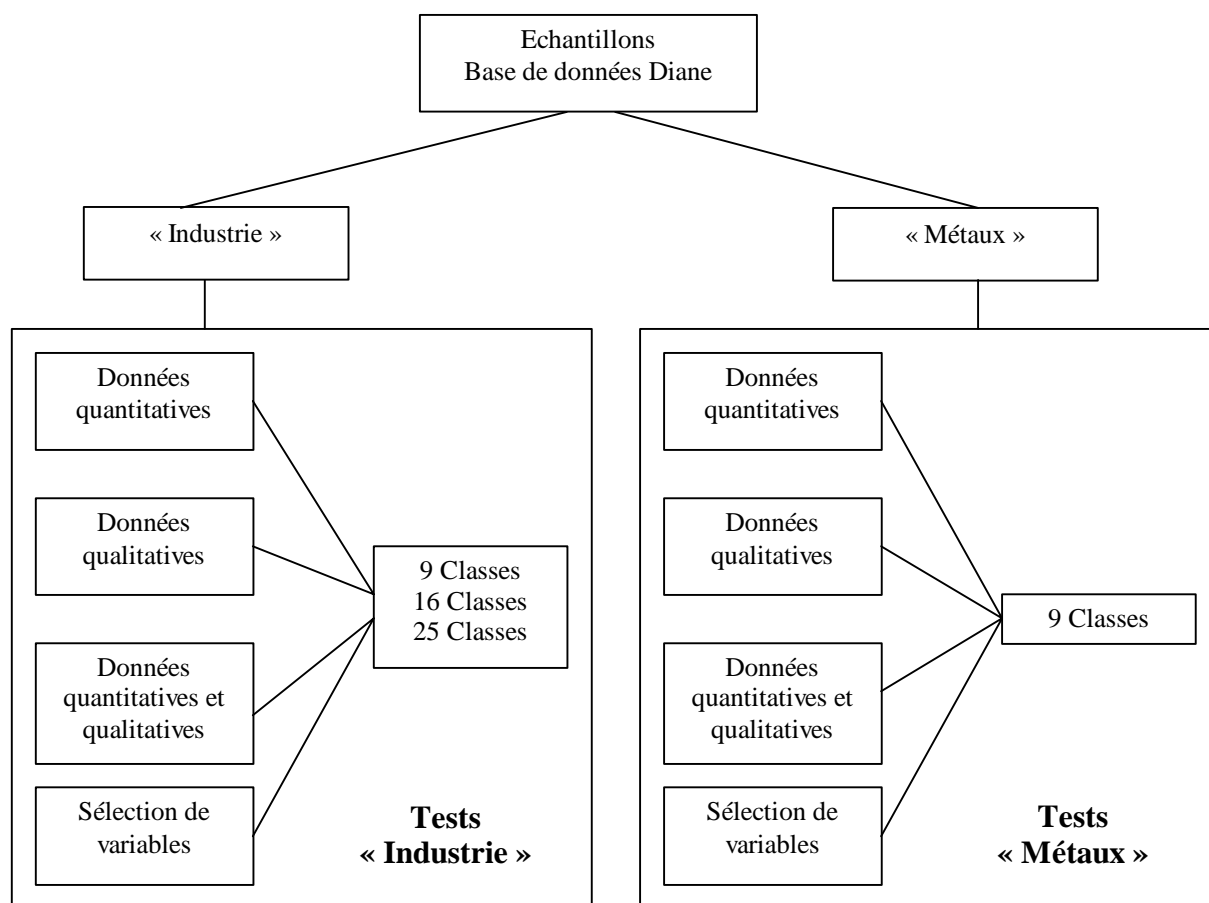 Echantillons
Base de données Diane
« Industrie »
« Métaux »
Données
quantitatives
Données
qualitatives
9 Classes
16 Classes
25 Classes
Données
quantitatives et
qualitatives
Sélection de
variables
Tests
« Industrie »
Données
quantitatives
Données
qualitatives
9 Classes
Données
quantitatives et
qualitatives
Sélection de
variables
Tests
« Métaux »